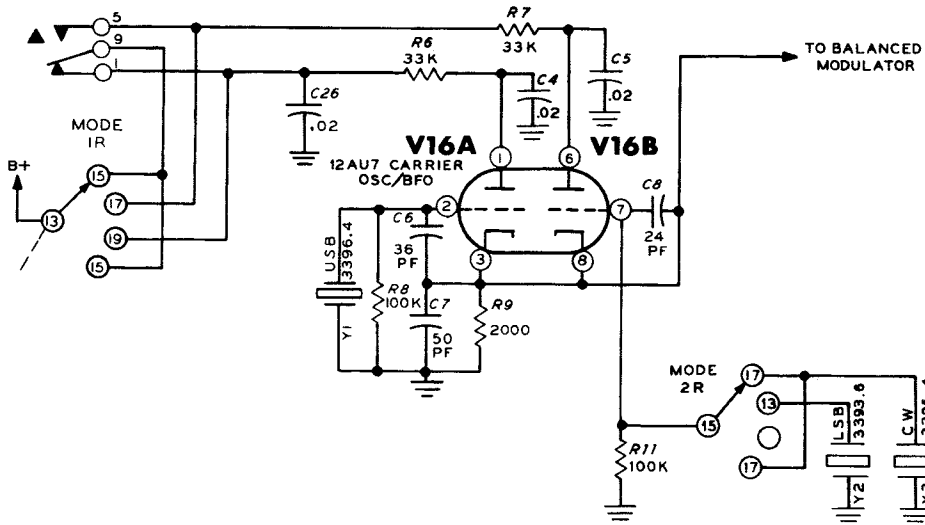 5
R7
33K
9
R6
33K
1
C5
.02
C4
.02
C26
.02
TO BALANCED
MODULATOR
MODE
1R
V16A
V16B
12AU7 CARRIER
OSC/BFO
B+
15
13
17
19
15
1
6
2
7
3
8
C8
24
PF
C6
36
PF
USB
3396.4
Y1
R8
100K
C7
50
PF
R9
2000
MODE
2R
17
13
15
17
R11
100K
LSB
3393.6
Y2
CW